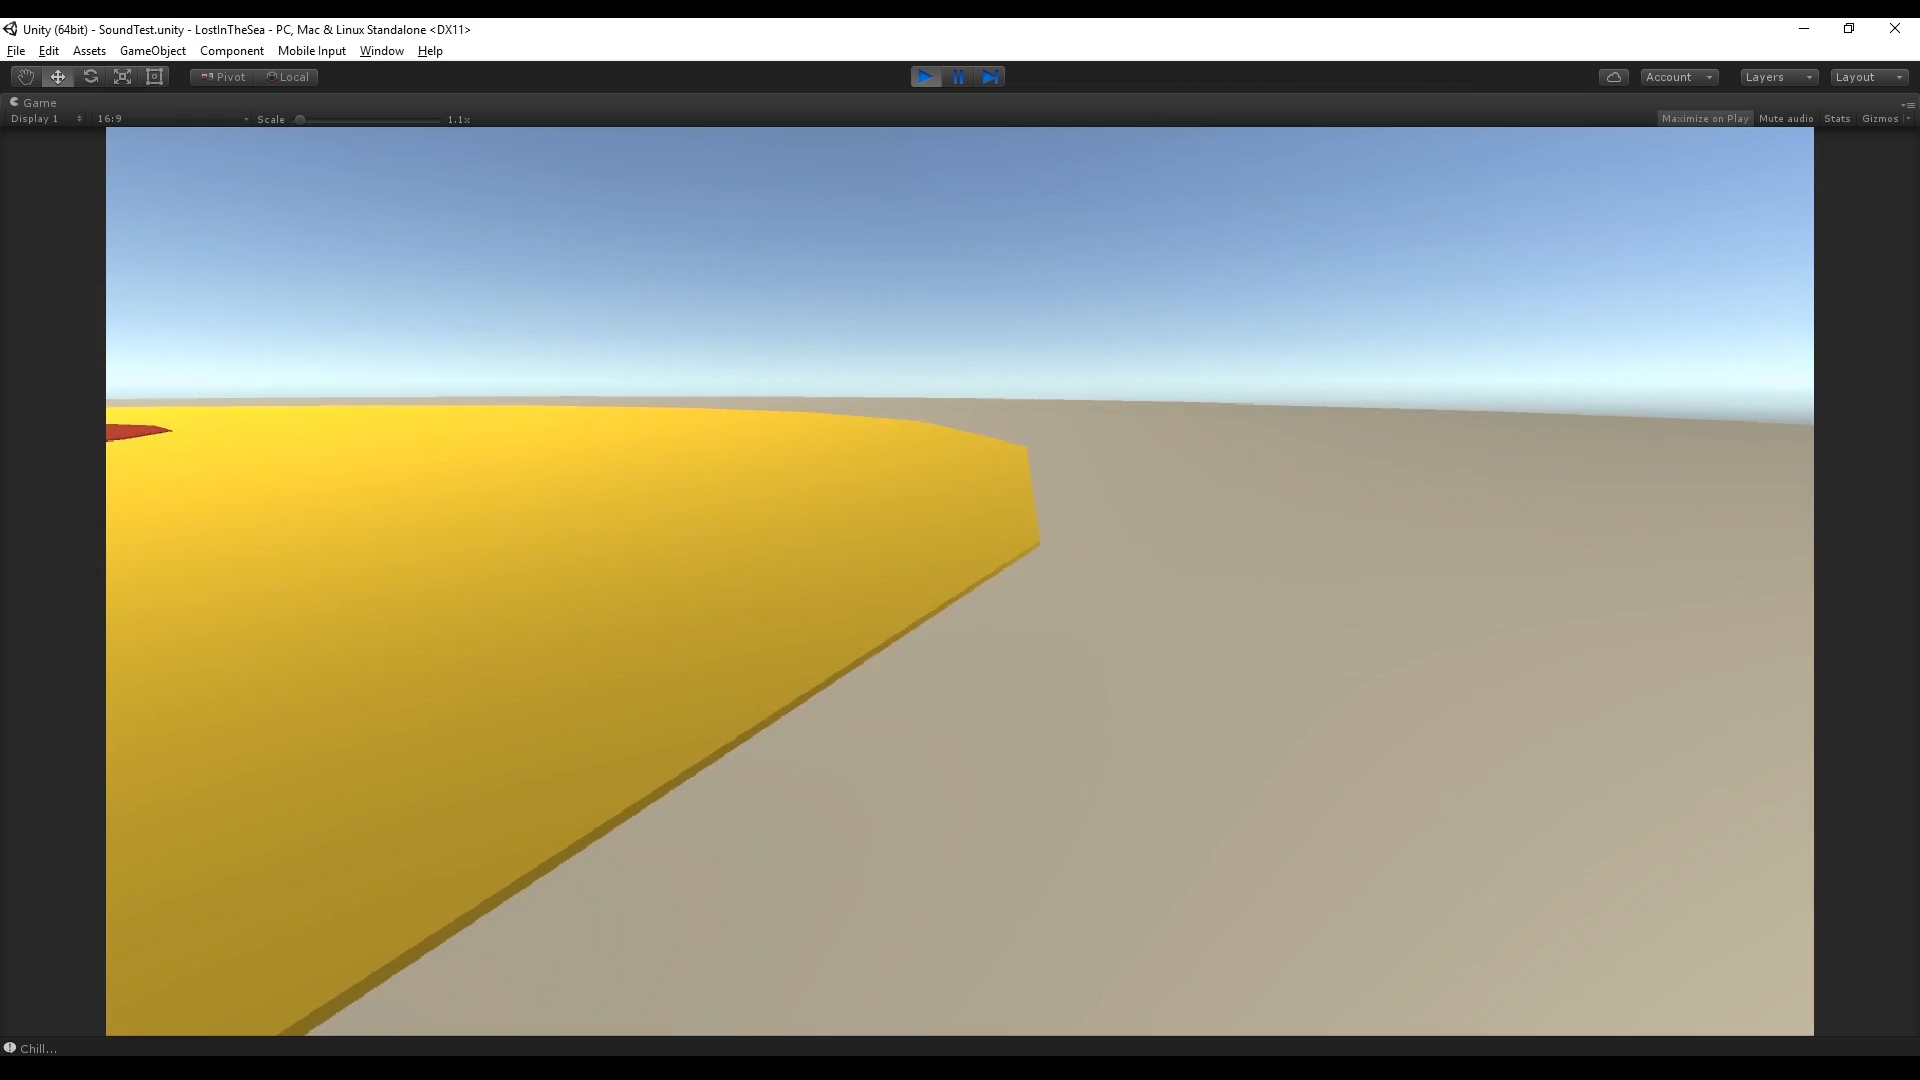 Unity (64bit) - SoundTest.unity - LostInTheSea - PC, Mac & Linux Standalone <DX11>
File Edit Assets GameObject Component Mobile Input Window Help
Pivot Local Account Layers Layout
Game
Display 1 16:9 Scale 1.1x Maximize on Play Mute audio Stats Gizmos
Chill...